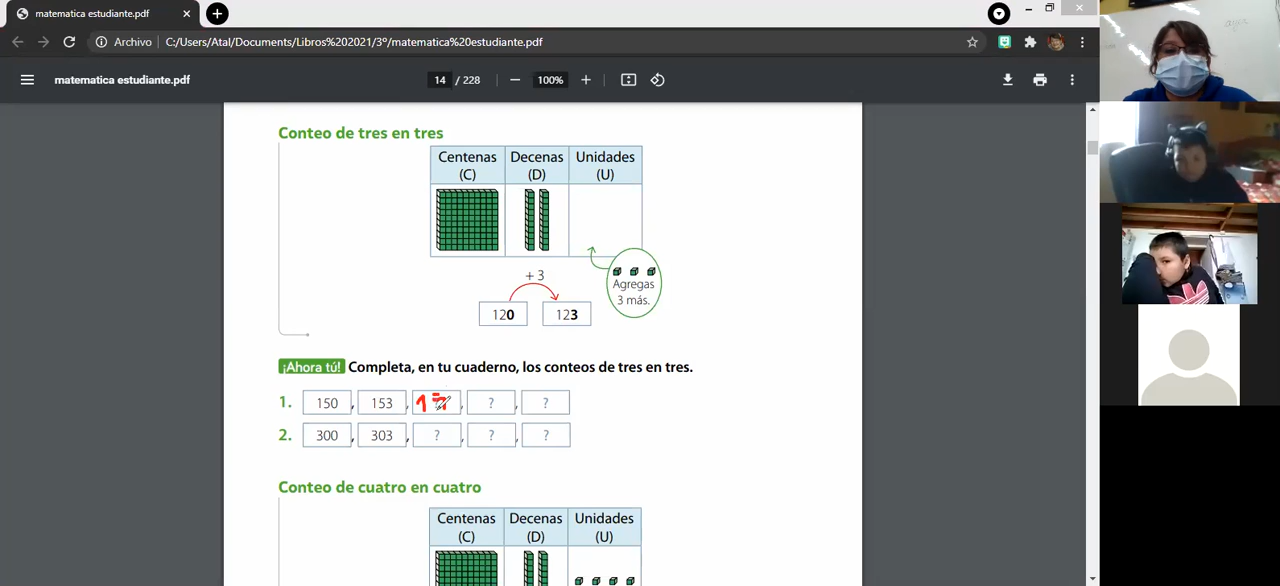 matematica estudiante.pdf
Archivo C:/Users/Atal/Documents/Libros%202021/3º/matematica%20estudiante.pdf
matematica estudiante.pdf 14 / 228 100%
Conteo de tres en tres
Centenas (C) Decenas (D) Unidades (U)
+ 3
Agregas
3 más.
120 123
¡Ahora tú! Completa, en tu cuaderno, los conteos de tres en tres.
1. 150, 153, 15, ?, ?
2. 300, 303, ?, ?, ?
Conteo de cuatro en cuatro
Centenas (C) Decenas (D) Unidades (U)